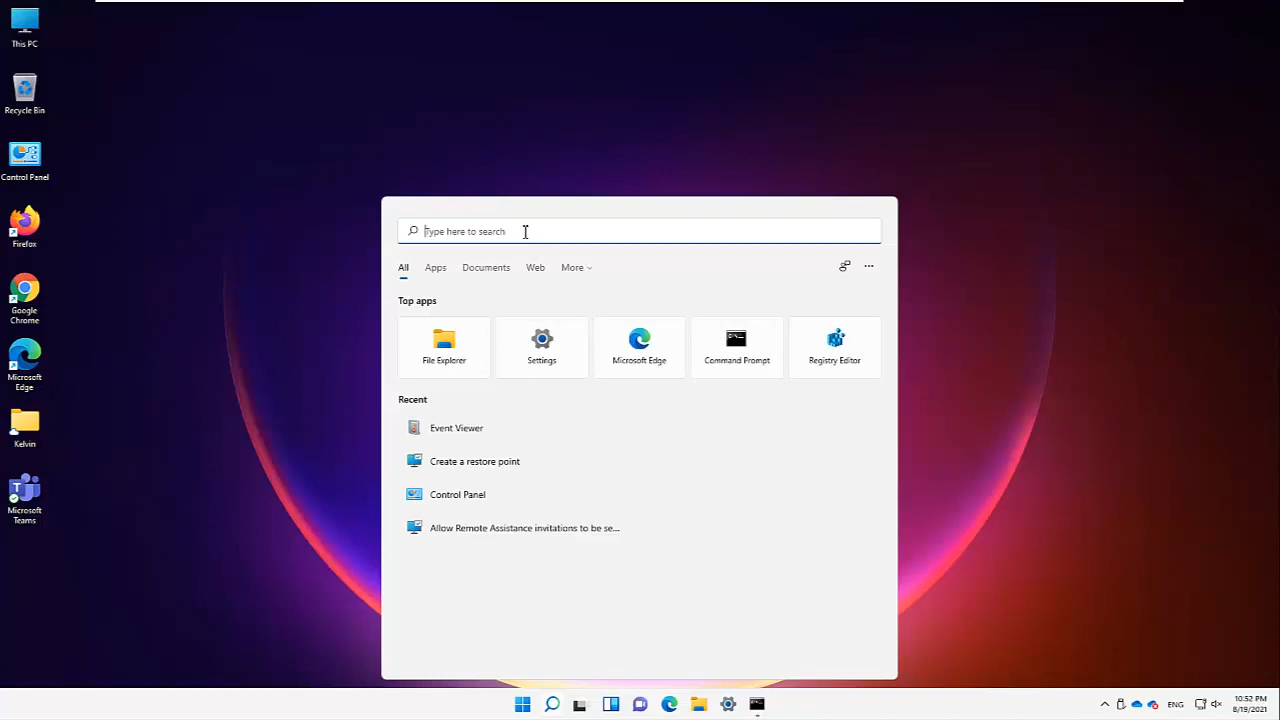 This PC
Recycle Bin
Control Panel
Firefox
Google
Chrome
Microsoft
Edge
Kelvin
Microsoft
Teams
Type here to search
All Apps Documents Web More
Top apps
File Explorer Settings Microsoft Edge Command Prompt Registry Editor
Recent
Event Viewer
Create a restore point
Control Panel
Allow Remote Assistance invitations to be se...
ENG
10:52 PM
8/19/2021